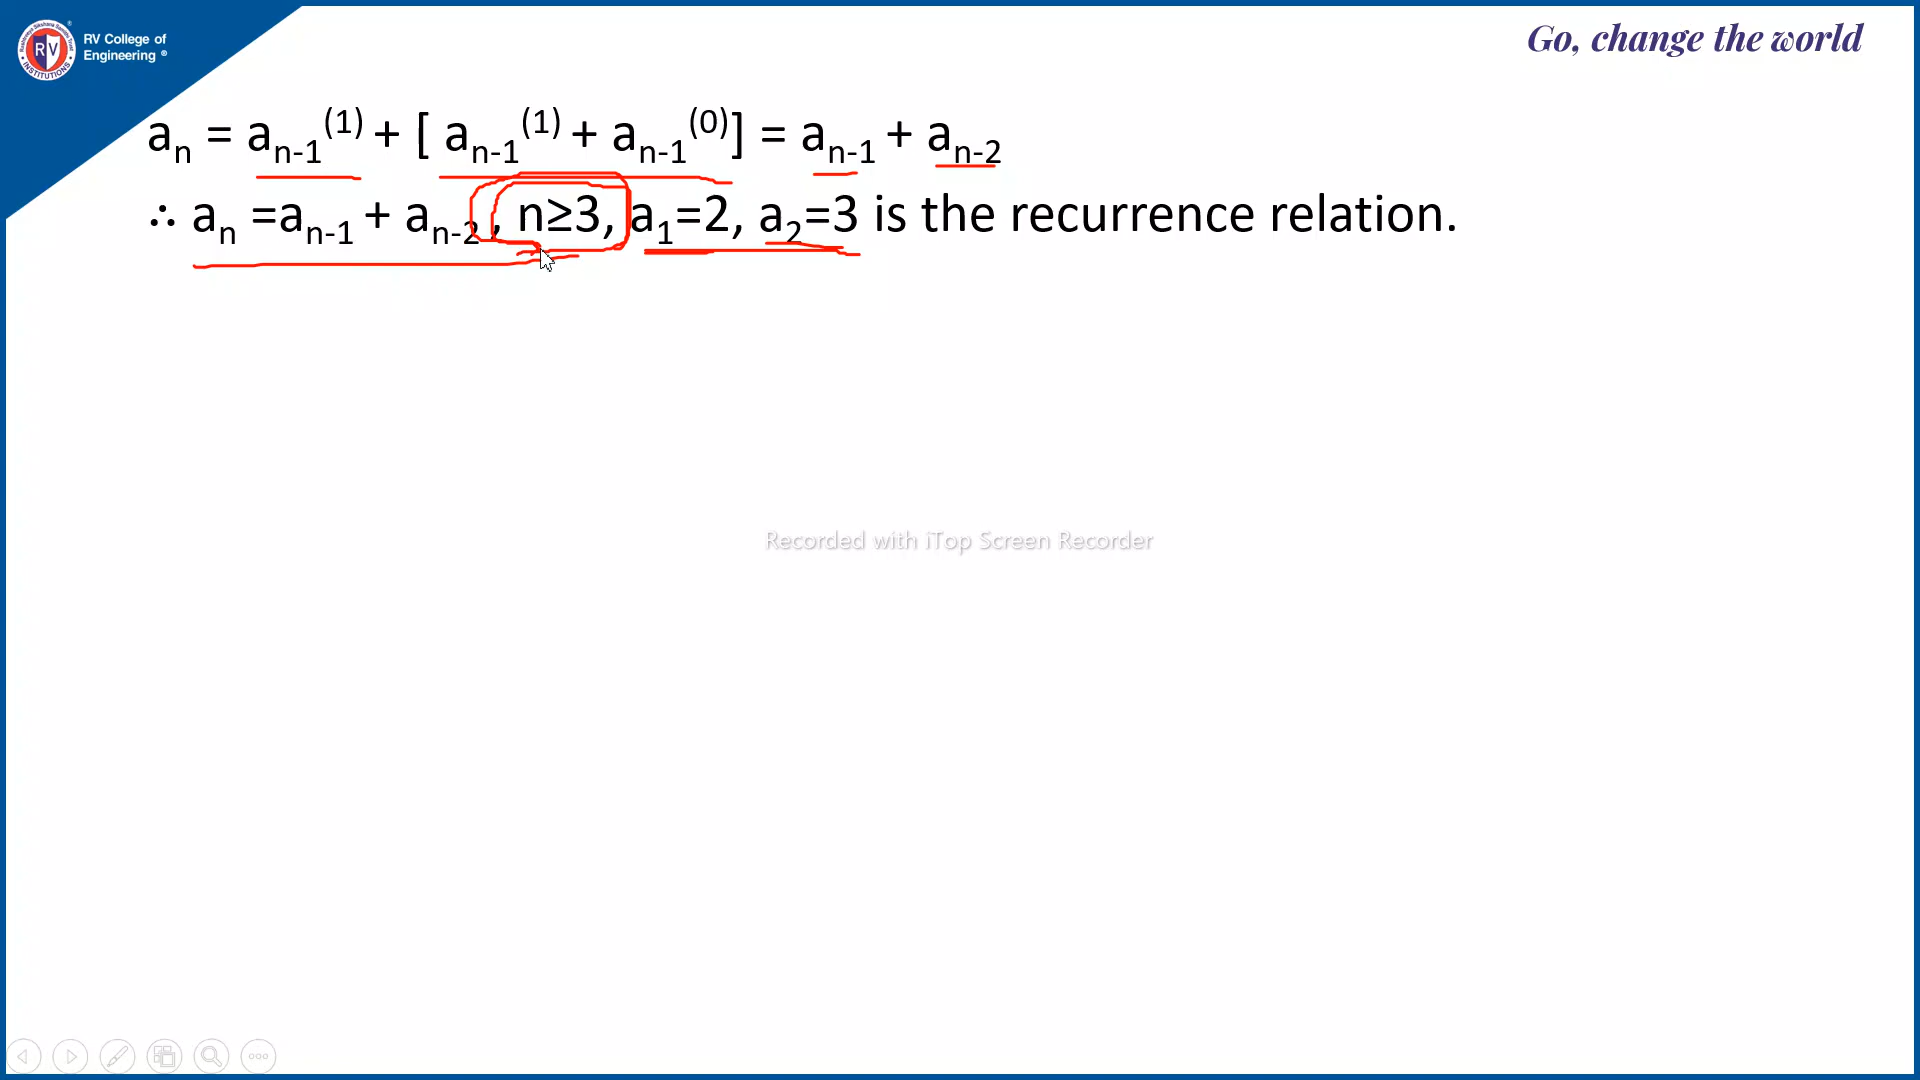 RV College of
Engineering ®
Go, change the world
aₙ = aₙ₋₁⁽¹⁾ + [ aₙ₋₁⁽¹⁾ + aₙ₋₁⁽⁰⁾] = aₙ₋₁ + aₙ₋₂
∴ aₙ =aₙ₋₁ + aₙ₋₂ , n≥3, a₁=2, a₂=3 is the recurrence relation.
Recorded with iTop Screen Recorder